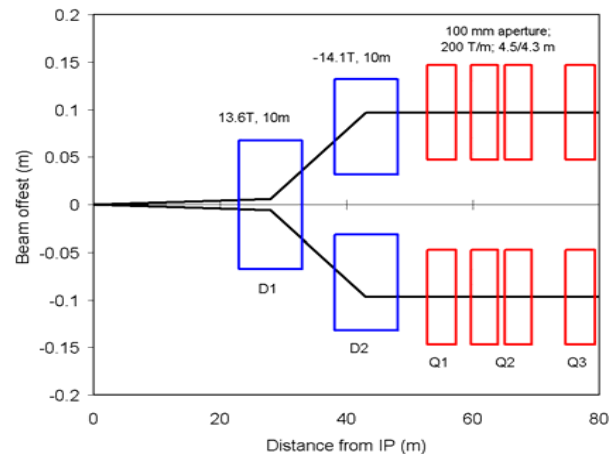 100 mm aperture;
200 T/m; 4.5/4.3 m
-14.1T, 10m
13.6T, 10m
0.2
0.15
0.1
0.05
0
-0.05
-0.1
-0.15
-0.2
Beam offest (m)
D1
D2
Q1
Q2
Q3
0
20
40
60
80
Distance from IP (m)